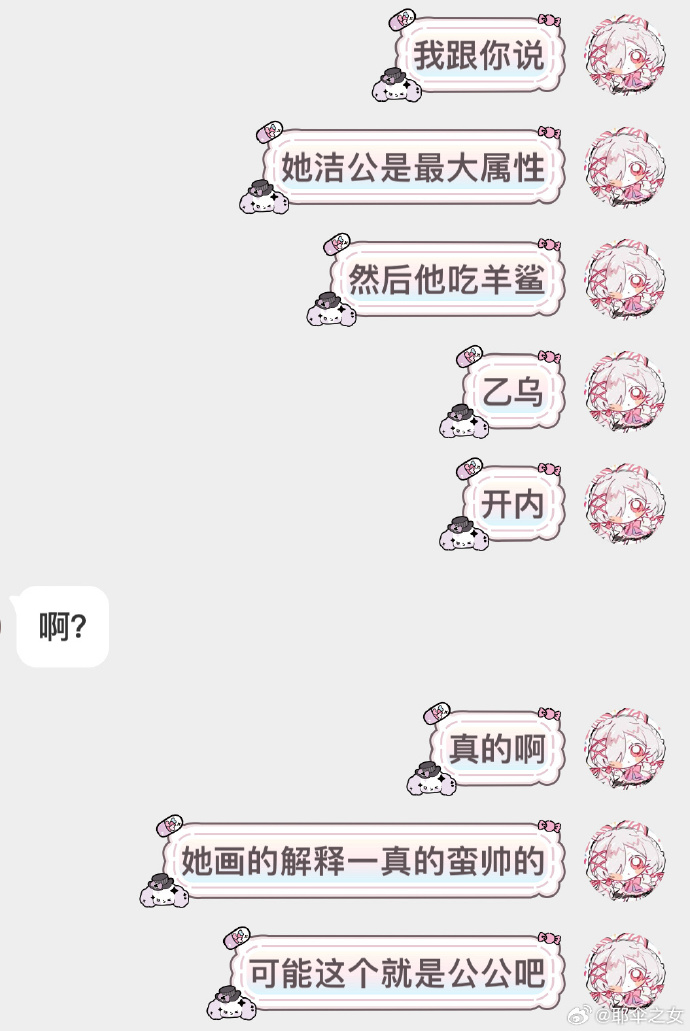 我跟你说
她洁公是最大属性
然后他吃羊鲨
乙乌
开内
啊?
真的啊
她画的解释一真的蛮帅的
可能这个就是公公吧
@耶伞之女